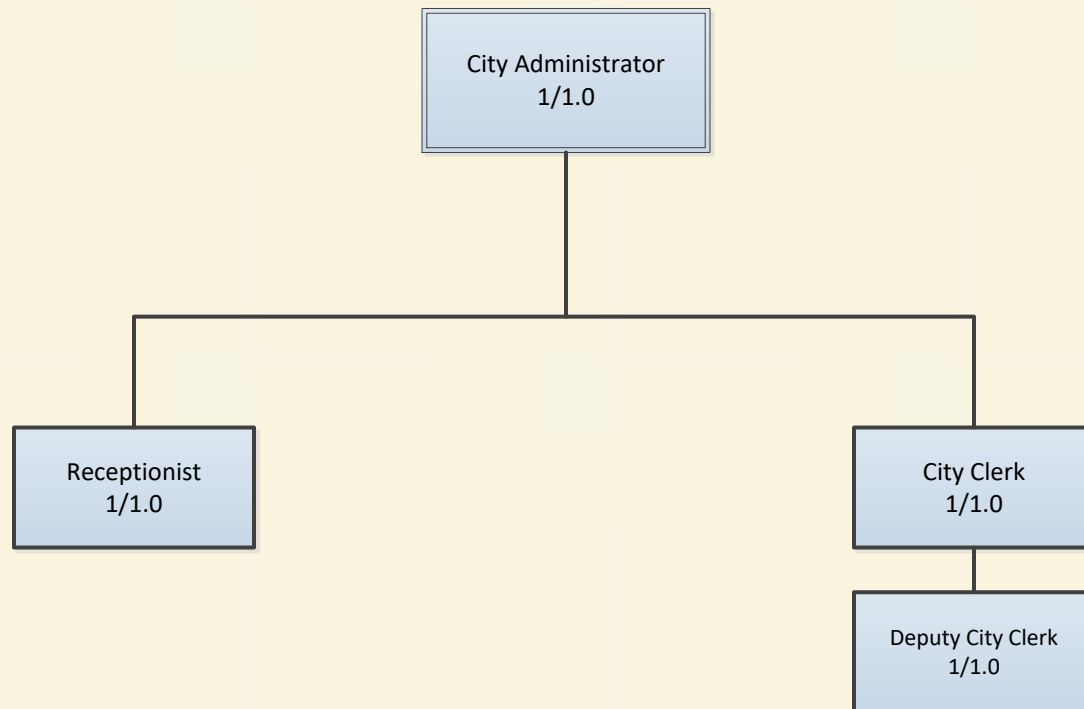 City Administrator
1/1.0
Receptionist
1/1.0
City Clerk
1/1.0
Deputy City Clerk
1/1.0